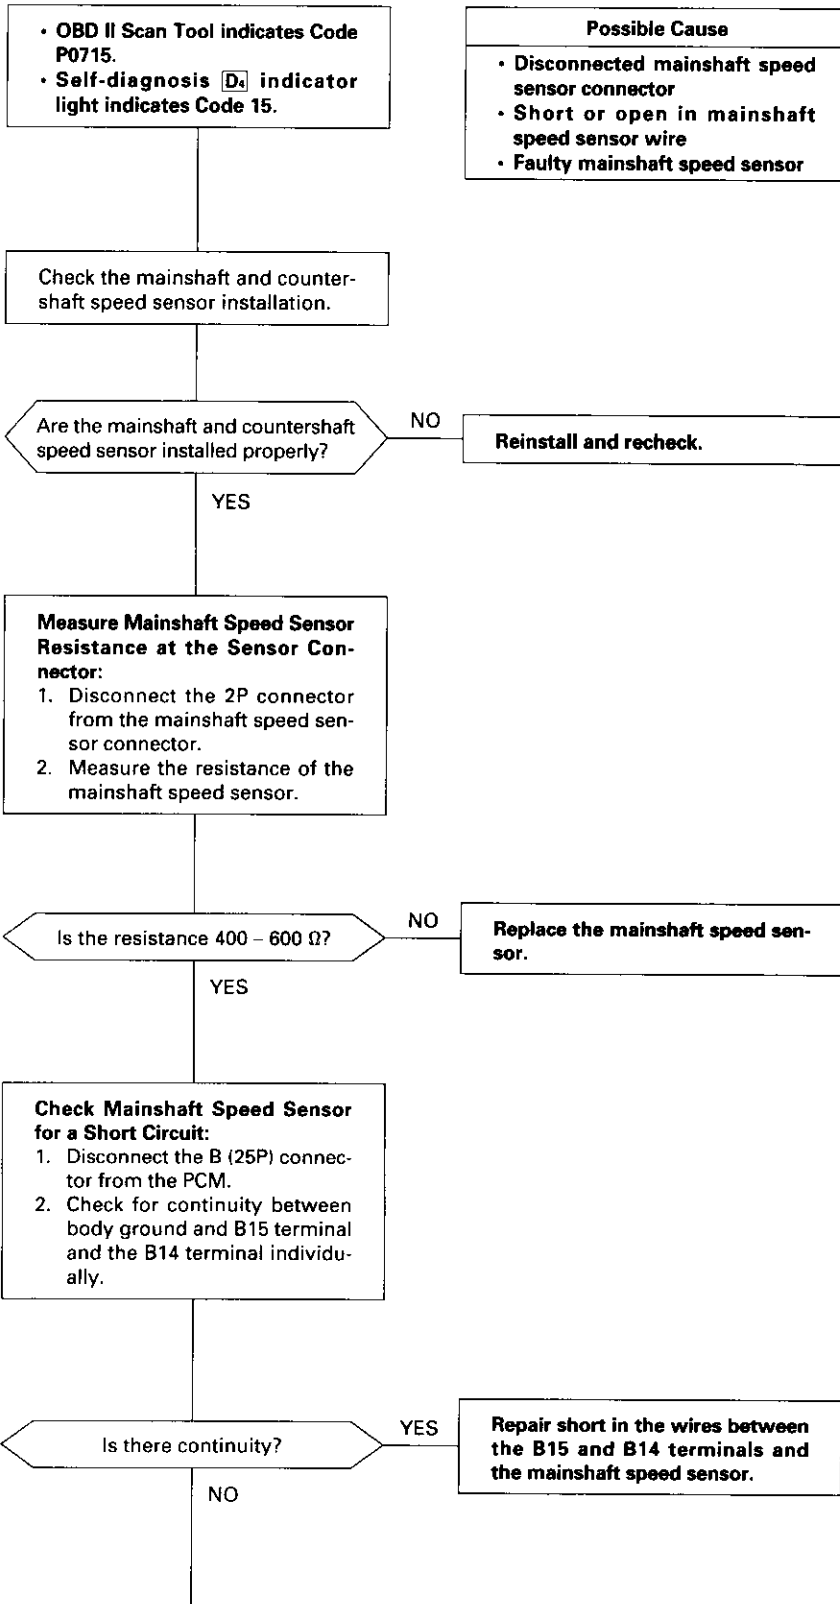 • OBD II Scan Tool indicates Code
P0715.
• Self-diagnosis D4 indicator
light indicates Code 15.
Possible Cause
• Disconnected mainshaft speed
sensor connector
• Short or open in mainshaft
speed sensor wire
• Faulty mainshaft speed sensor
Check the mainshaft and counter-
shaft speed sensor installation.
Are the mainshaft and countershaft
speed sensor installed properly?
NO
Reinstall and recheck.
YES
Measure Mainshaft Speed Sensor
Resistance at the Sensor Con-
nector:
1. Disconnect the 2P connector
from the mainshaft speed sen-
sor connector.
2. Measure the resistance of the
mainshaft speed sensor.
Is the resistance 400 – 600 Ω?
NO
Replace the mainshaft speed sen-
sor.
YES
Check Mainshaft Speed Sensor
for a Short Circuit:
1. Disconnect the B (25P) connec-
tor from the PCM.
2. Check for continuity between
body ground and B15 terminal
and the B14 terminal individu-
ally.
Is there continuity?
YES
Repair short in the wires between
the B15 and B14 terminals and
the mainshaft speed sensor.
NO